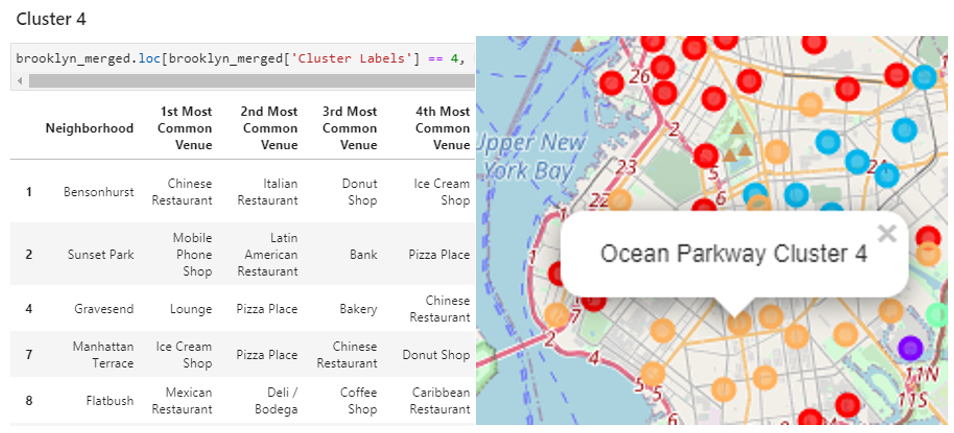 Cluster 4
brooklyn_merged.loc[brooklyn_merged['Cluster Labels'] == 4,
Neighborhood 1st Most Common Venue 2nd Most Common Venue 3rd Most Common Venue 4th Most Common Venue
1 Bensonhurst Chinese Restaurant Italian Restaurant Donut Shop Ice Cream Shop
2 Sunset Park Mobile Phone Shop Latin American Restaurant Bank Pizza Place
4 Gravesend Lounge Pizza Place Bakery Chinese Restaurant
7 Manhattan Terrace Ice Cream Shop Pizza Place Chinese Restaurant Donut Shop
8 Flatbush Mexican Restaurant Deli / Bodega Coffee Shop Caribbean Restaurant
26
2
Upper New
York Bay
23
5
22
6
1
1
Ocean Parkway Cluster 4
×
7
2
4
5
5
6
11N
11S